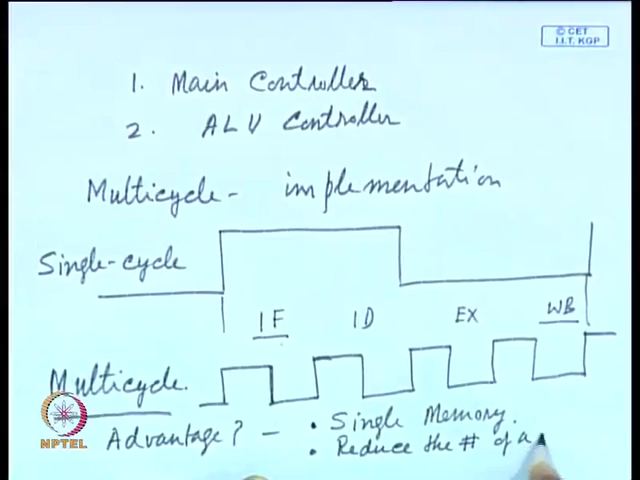 © CET
I.I.T. KGP
1. Main Controller
2. ALU Controller
Multicycle - implementation
Single-cycle
IF ID EX WB
Multicycle.
Advantage? - • Single Memory.
• Reduce the # of a
NPTEL